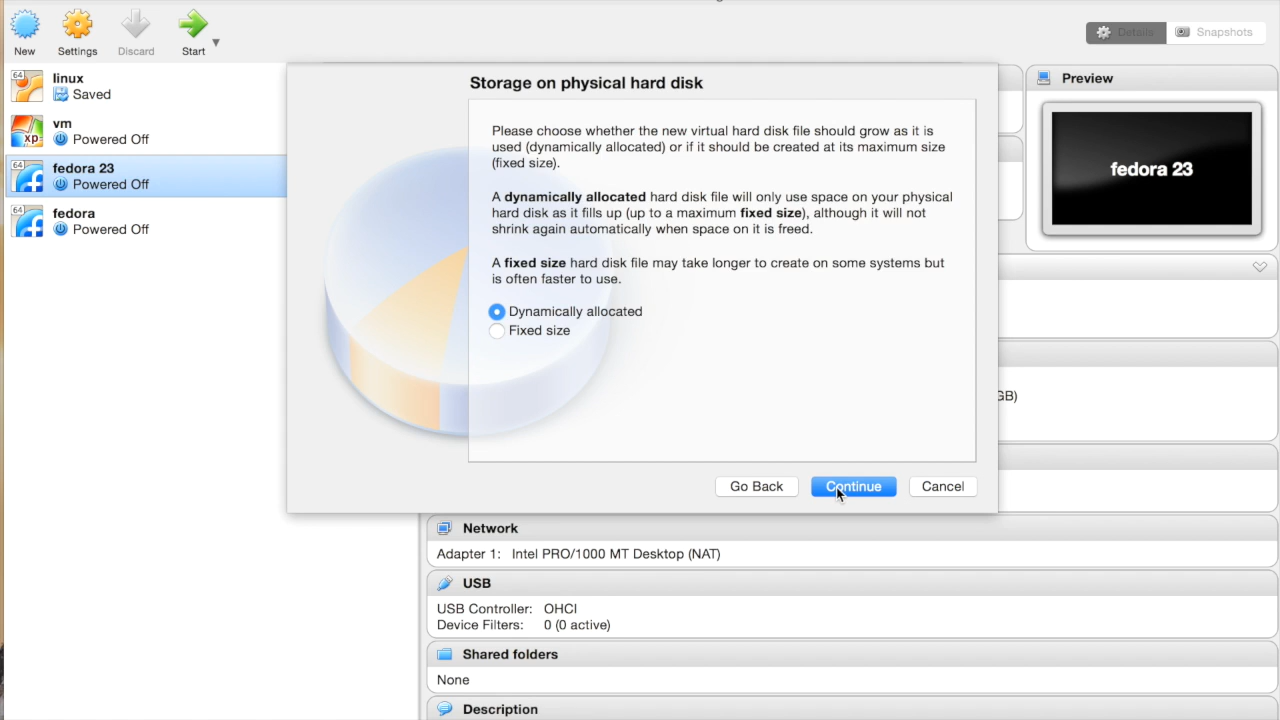 New
Settings
Discard
Start
Details
Snapshots
64
linux
Saved
xp
vm
Powered Off
64
fedora 23
Powered Off
64
fedora
Powered Off
Storage on physical hard disk
Please choose whether the new virtual hard disk file should grow as it is
used (dynamically allocated) or if it should be created at its maximum size
(fixed size).
A dynamically allocated hard disk file will only use space on your physical
hard disk as it fills up (up to a maximum fixed size), although it will not
shrink again automatically when space on it is freed.
A fixed size hard disk file may take longer to create on some systems but
is often faster to use.
Dynamically allocated
Fixed size
Go Back
Continue
Cancel
Preview
fedora 23
GB)
Network
Adapter 1: Intel PRO/1000 MT Desktop (NAT)
USB
USB Controller: OHCI
Device Filters: 0 (0 active)
Shared folders
None
Description